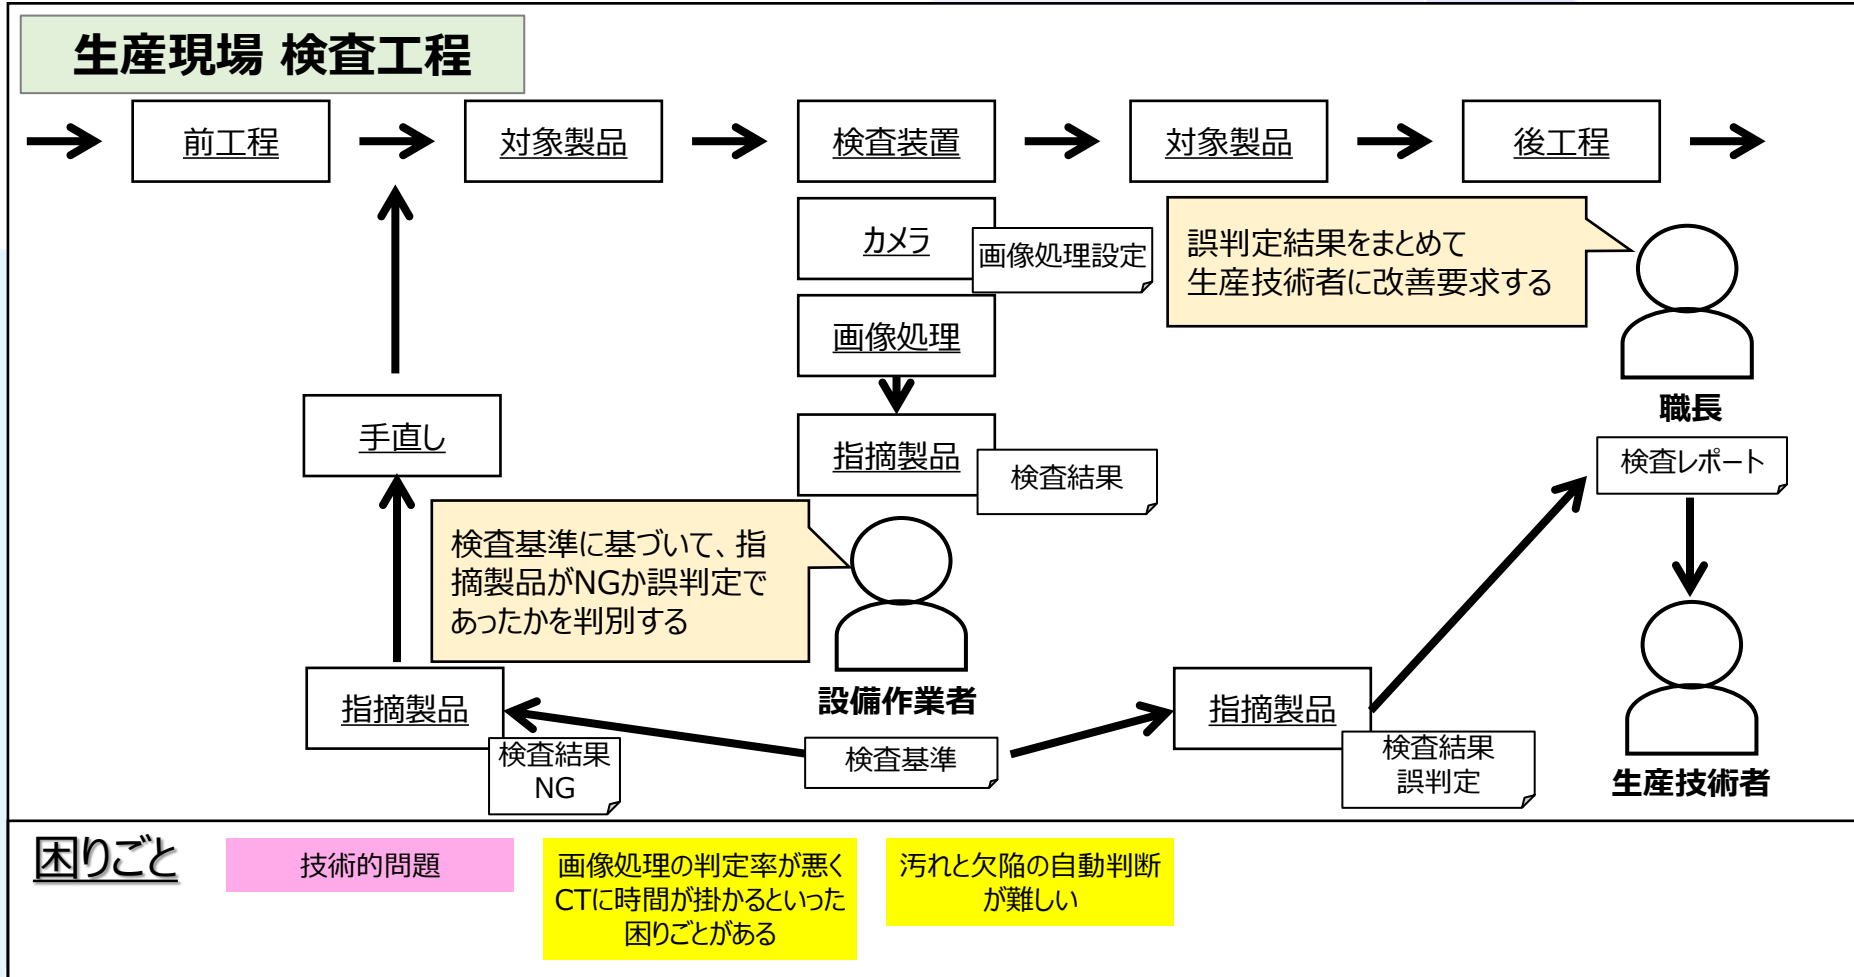 生産現場 検査工程
前工程
対象製品
検査装置
対象製品
後工程
カメラ
画像処理設定
誤判定結果をまとめて
生産技術者に改善要求する
画像処理
職長
手直し
指摘製品
検査結果
検査レポート
検査基準に基づいて、指
摘製品がNGか誤判定で
あったかを判別する
設備作業者
指摘製品
検査結果
NG
検査基準
指摘製品
検査結果
誤判定
生産技術者
困りごと
技術的問題
画像処理の判定率が悪く
CTに時間が掛かるといった
困りごとがある
汚れと欠陥の自動判断
が難しい